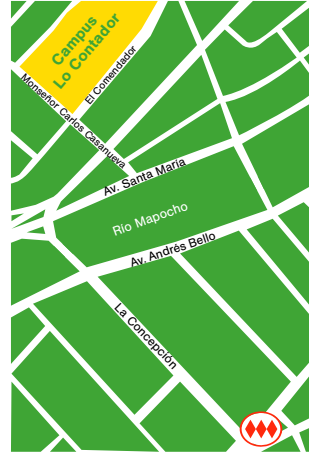 Campus
Lo Contador
El Comendador
Monseñor Carlos Casanueva
Av. Santa María
Río Mapocho
Av. Andrés Bello
La Concepción